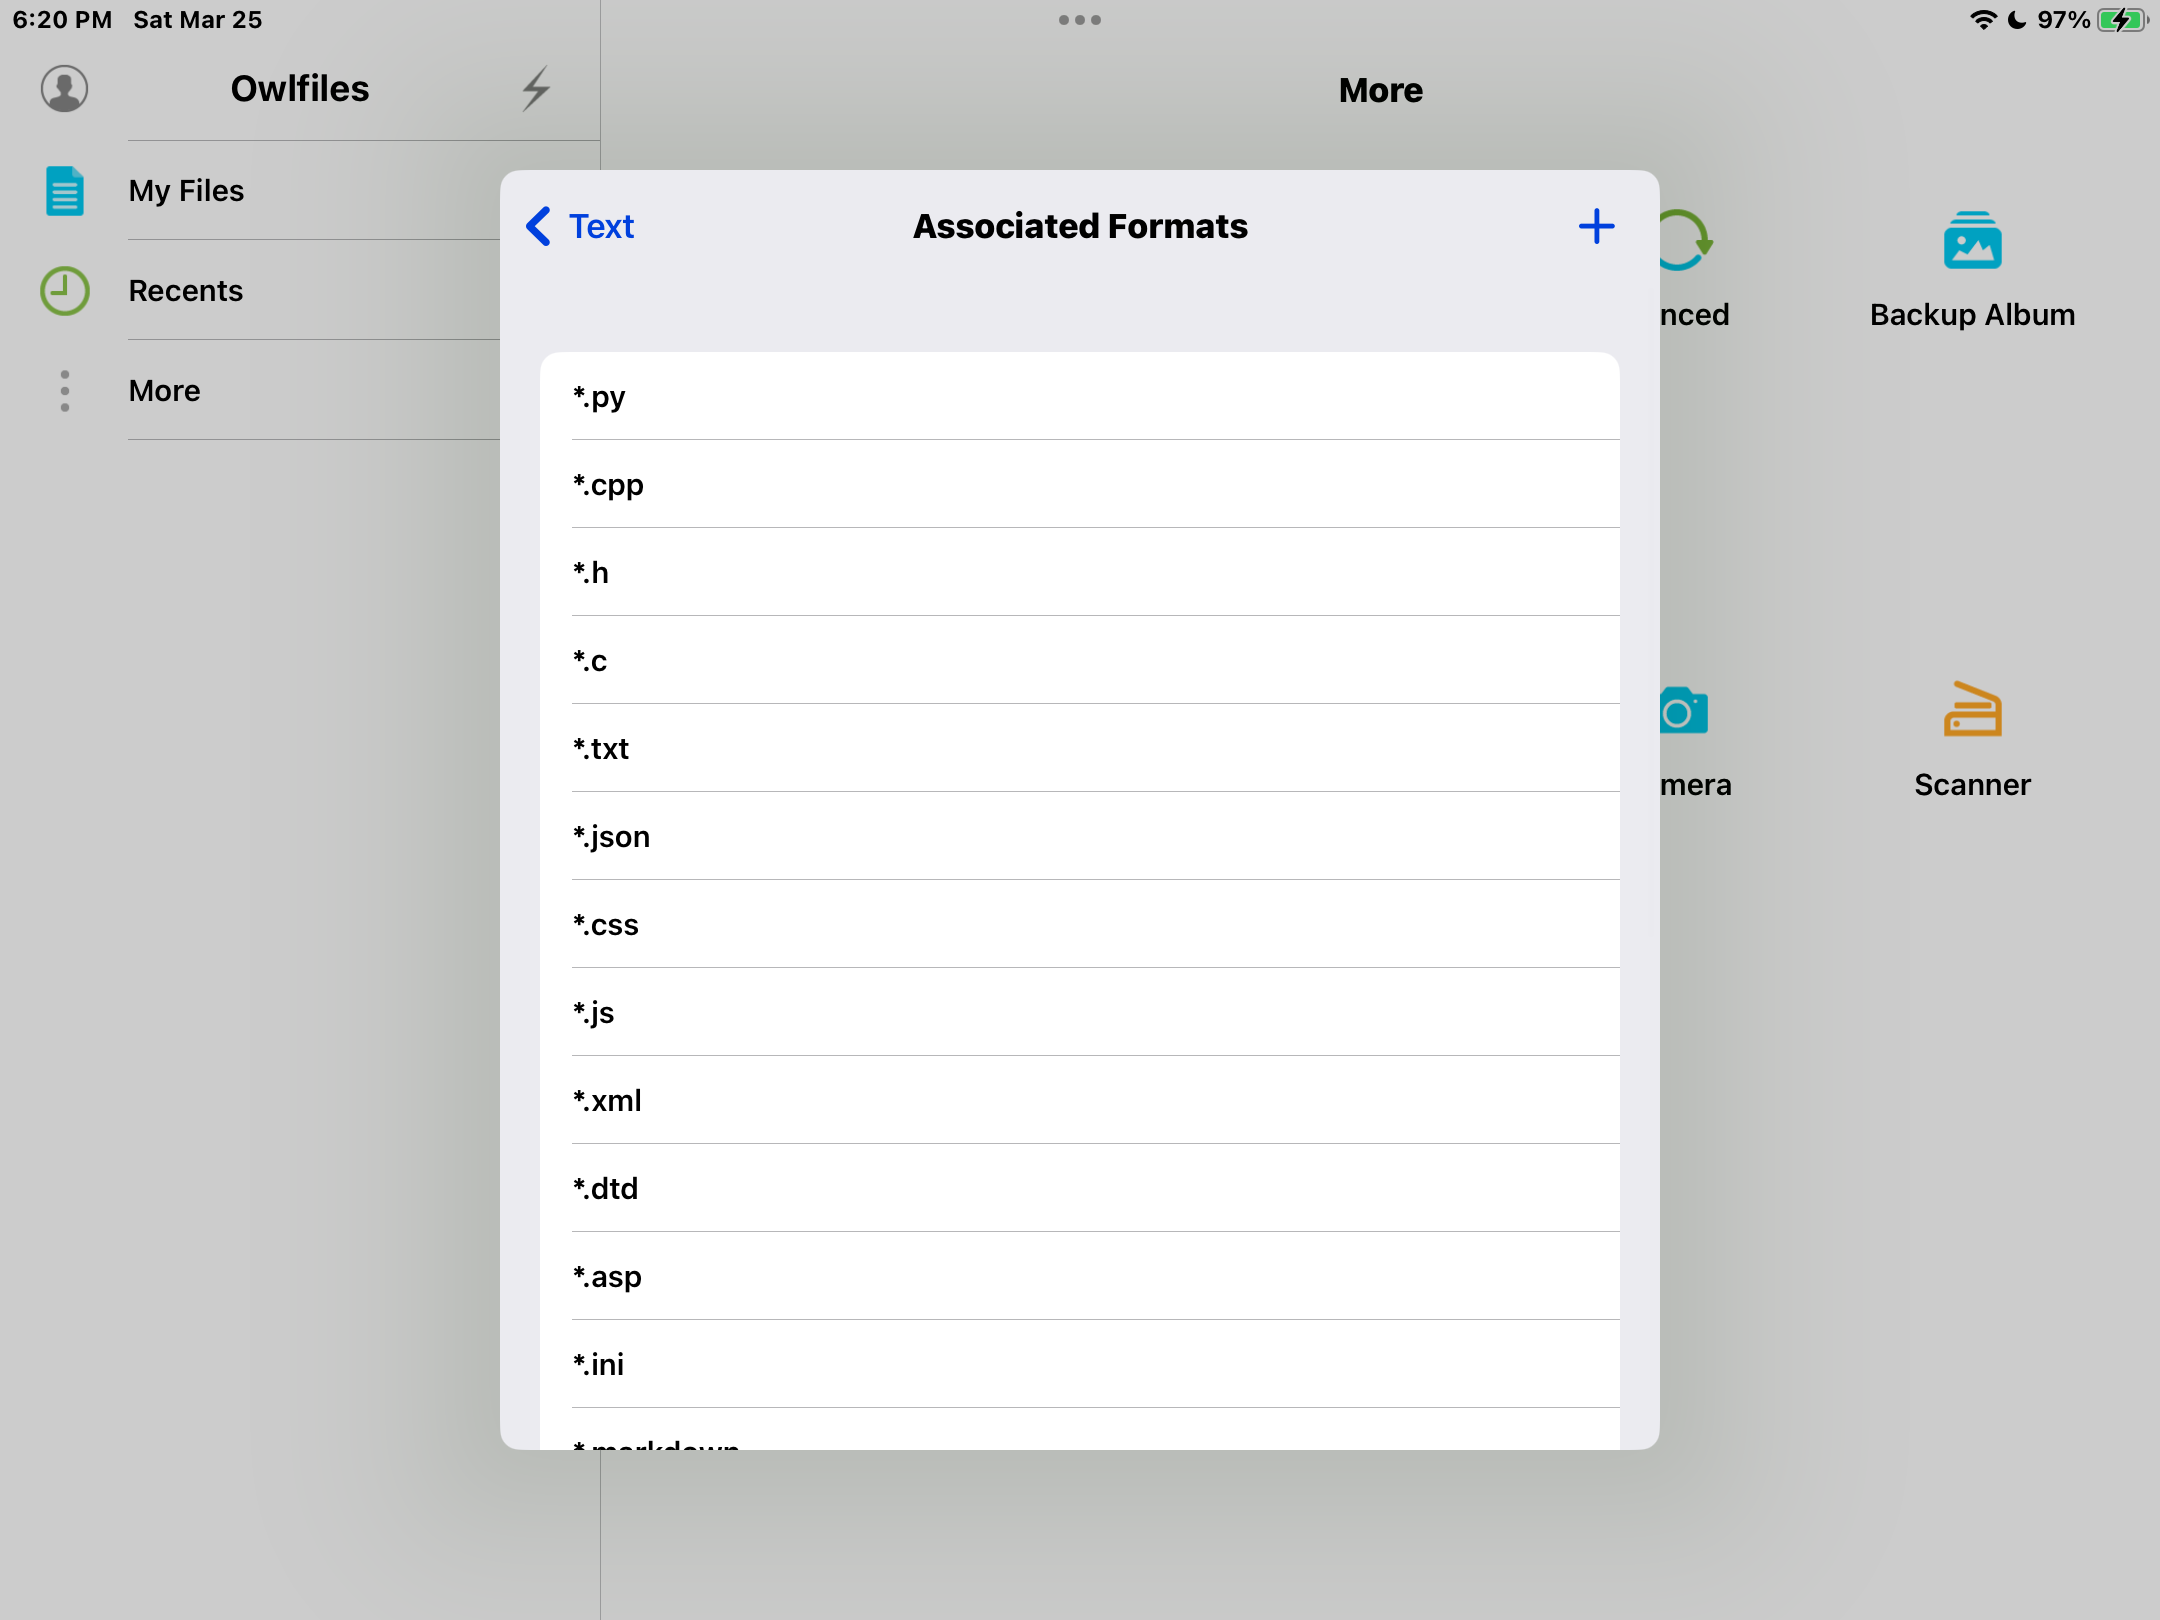 6:20 PM Sat Mar 25
97%
Owlfiles
More
My Files
Recents
More
Text
Associated Formats
*.py
*.cpp
*.h
*.c
*.txt
*.json
*.css
*.js
*.xml
*.dtd
*.asp
*.ini
*.markdown
nced
Backup Album
mera
Scanner